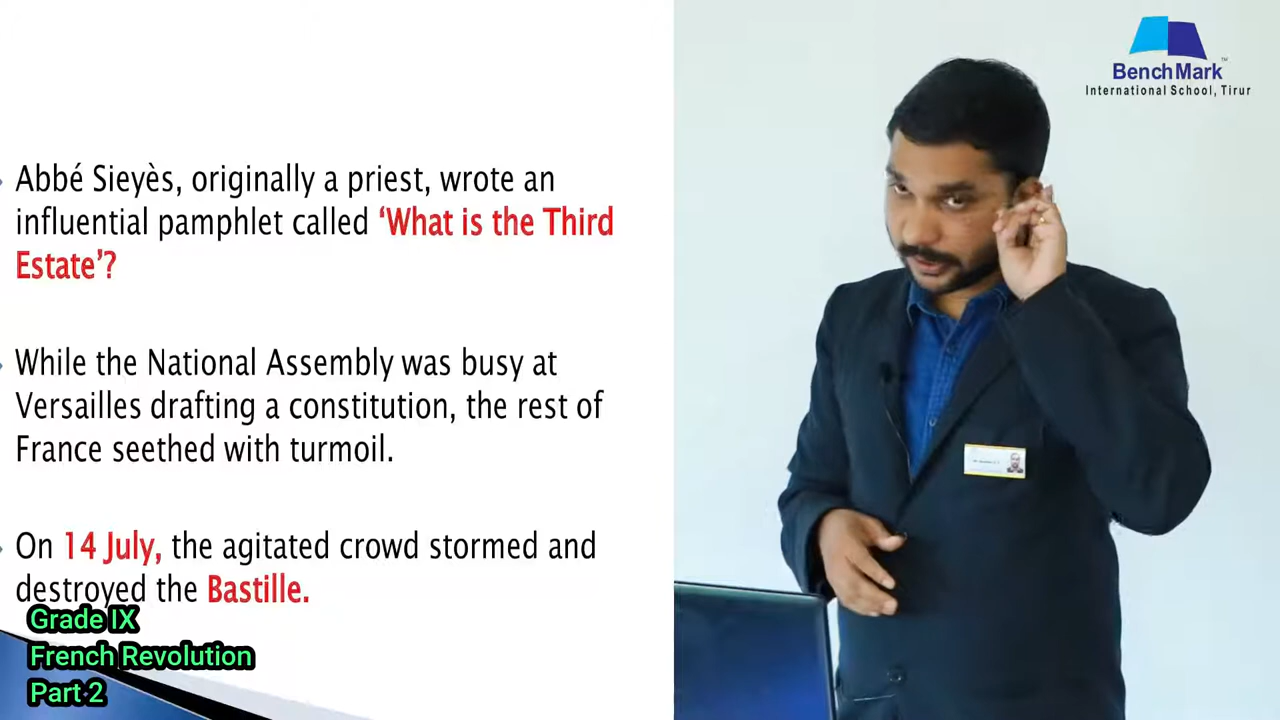 Abbé Sieyès, originally a priest, wrote an
influential pamphlet called ‘What is the Third
Estate’?
While the National Assembly was busy at
Versailles drafting a constitution, the rest of
France seethed with turmoil.
On 14 July, the agitated crowd stormed and
destroyed the Bastille.
Grade IX
French Revolution
Part 2
BenchMark™
International School, Tirur